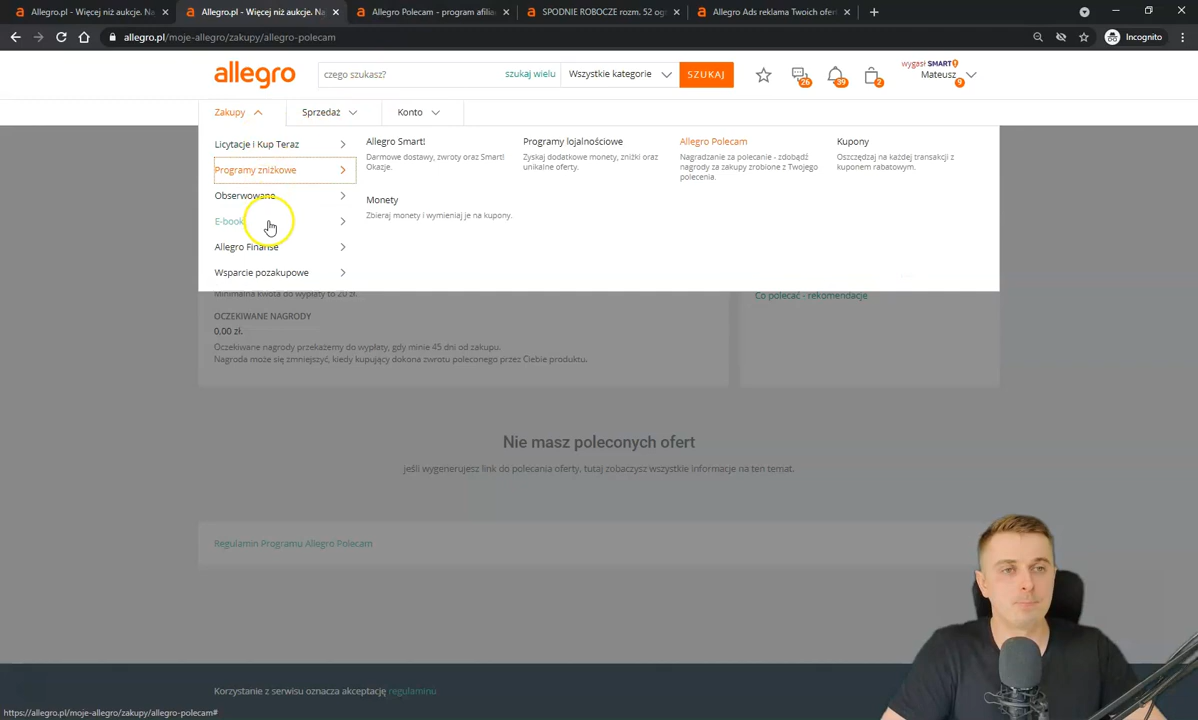 Allegro.pl - Więcej niż aukcje. Na
Allegro.pl - Więcej niż aukcje. Na
Allegro Polecam - program afilia
SPODNIE ROBOCZE rozm. 52 og
Allegro Ads reklama Twoich ofer
allegro.pl/moje-allegro/zakupy/allegro-polecam
Incognito
allegro
czego szukasz?
szukaj wielu
Wszystkie kategorie
SZUKAJ
26
39
2
wygasł SMART!
Mateusz
9
Zakupy
Sprzedaż
Konto
Licytacje i Kup Teraz
Programy zniżkowe
Obserwowane
E-book
Allegro Finanse
Wsparcie pozakupowe
Allegro Smart!
Darmowe dostawy, zwroty oraz Smart!
Okazje.
Programy lojalnościowe
Zyskaj dodatkowe monety, zniżki oraz
unikalne oferty.
Allegro Polecam
Nagradzanie za polecanie - zdobądź
nagrody za zakupy zrobione z Twojego
polecenia.
Kupony
Oszczędzaj na każdej transakcji z
kuponem rabatowym.
Monety
Zbieraj monety i wymieniaj je na kupony.
Minimalna kwota do wypłaty to 20 zł.
Co polecać - rekomendacje
OCZEKIWANE NAGRODY
0,00 zł.
Oczekiwane nagrody przekażemy do wypłaty, gdy minie 45 dni od zakupu.
Nagroda może się zmniejszyć, kiedy kupujący dokona zwrotu poleconego przez Ciebie produktu.
Nie masz poleconych ofert
jeśli wygenerujesz link do polecania oferty, tutaj zobaczysz wszystkie informacje na ten temat.
Regulamin Programu Allegro Polecam
Korzystanie z serwisu oznacza akceptację regulaminu
https://allegro.pl/moje-allegro/zakupy/allegro-polecam#